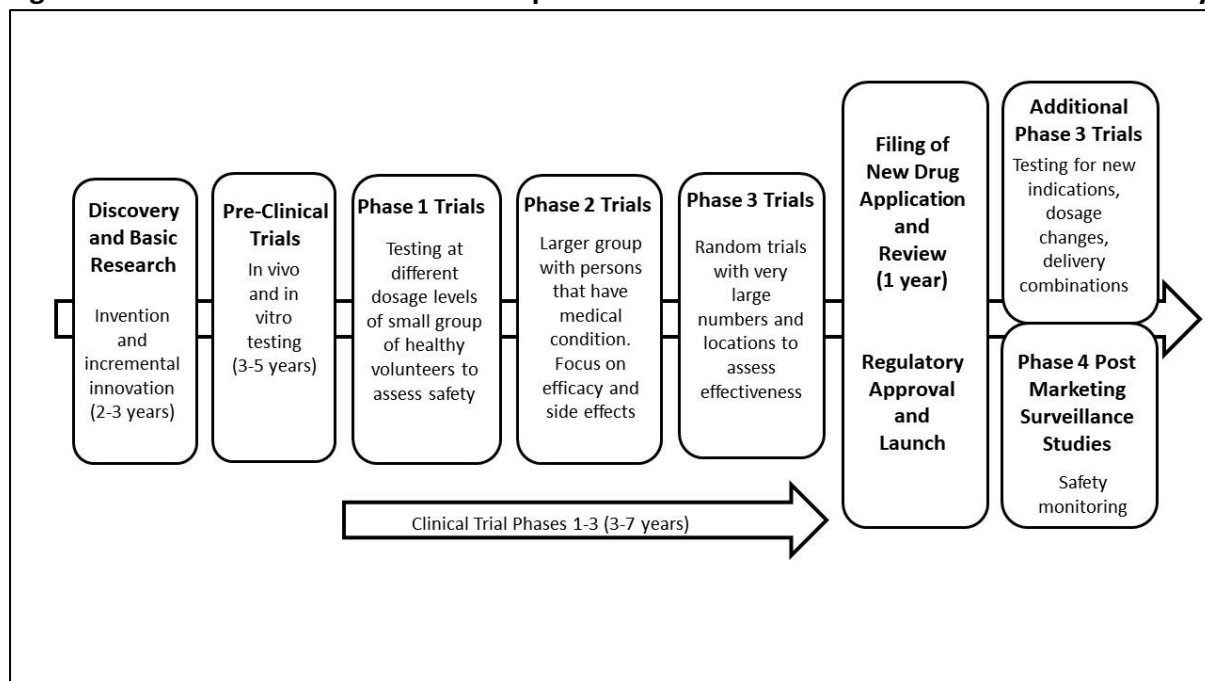 Discovery
and Basic
Research
Invention
and
incremental
innovation
(2-3 years)
Pre-Clinical
Trials
In vivo
and in
vitro
testing
(3-5 years)
Phase 1 Trials
Testing at
different
dosage levels
of small group
of healthy
volunteers to
assess safety
Phase 2 Trials
Larger group
with persons
that have
medical
condition.
Focus on
efficacy and
side effects
Phase 3 Trials
Random trials
with very
large
numbers and
locations to
assess
effectiveness
Clinical Trial Phases 1-3 (3-7 years)
Filing of
New Drug
Application
and
Review
(1 year)
Regulatory
Approval
and
Launch
Additional
Phase 3 Trials
Testing for new
indications,
dosage
changes,
delivery
combinations
Phase 4 Post
Marketing
Surveillance
Studies
Safety
monitoring